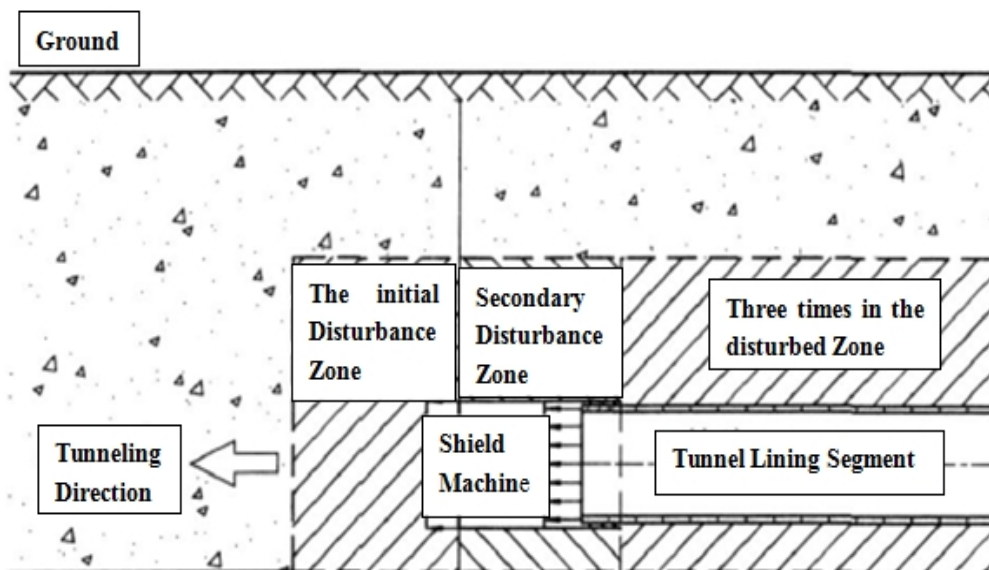 Ground
The initial
Disturbance
Zone
Secondary
Disturbance
Zone
Three times in the
disturbed Zone
Tunneling
Direction
Shield
Machine
Tunnel Lining Segment